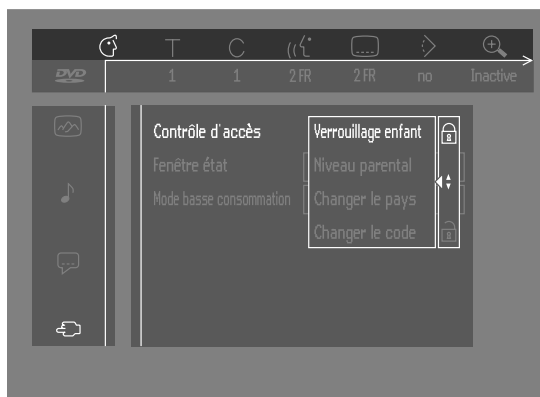 T C
DVD 1 1 2 FR 2 FR no Inactive
Contrôle d'accès Verrouillage enfant
Fenêtre état Niveau parental
Mode basse consommation Changer le pays
Changer le code